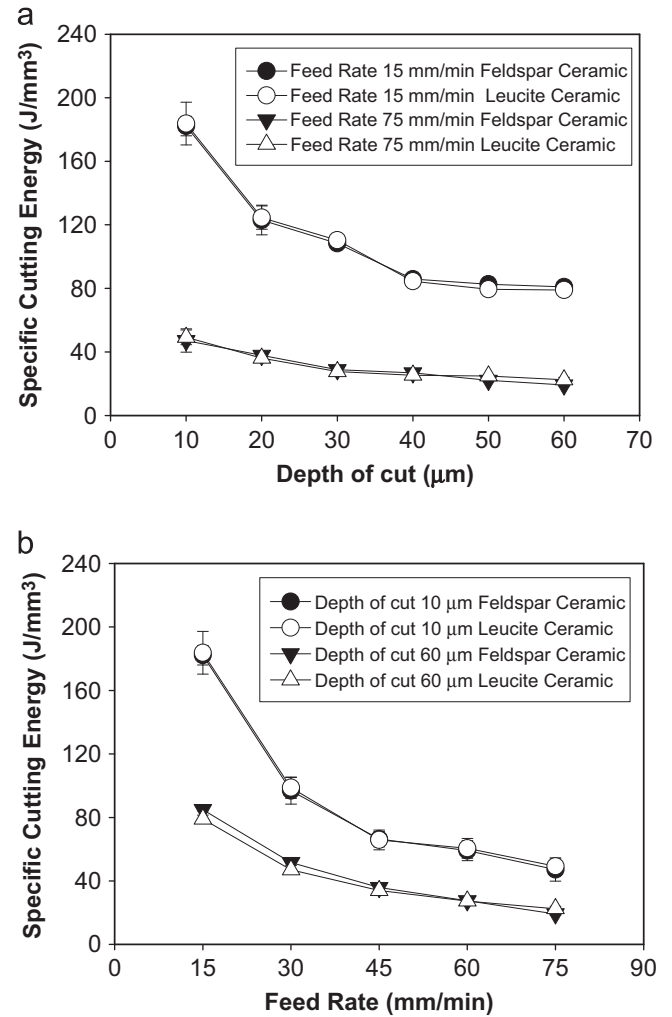 a
240
Feed Rate 15 mm/min Feldspar Ceramic
Feed Rate 15 mm/min Leucite Ceramic
Feed Rate 75 mm/min Feldspar Ceramic
Feed Rate 75 mm/min Leucite Ceramic
200
160
120
80
40
0
Specific Cutting Energy (J/mm³)
0 10 20 30 40 50 60 70
Depth of cut (μm)
b
240
Depth of cut 10 μm Feldspar Ceramic
Depth of cut 10 μm Leucite Ceramic
Depth of cut 60 μm Feldspar Ceramic
Depth of cut 60 μm Leucite Ceramic
200
160
120
80
40
0
Specific Cutting Energy (J/mm³)
0 15 30 45 60 75 90
Feed Rate (mm/min)